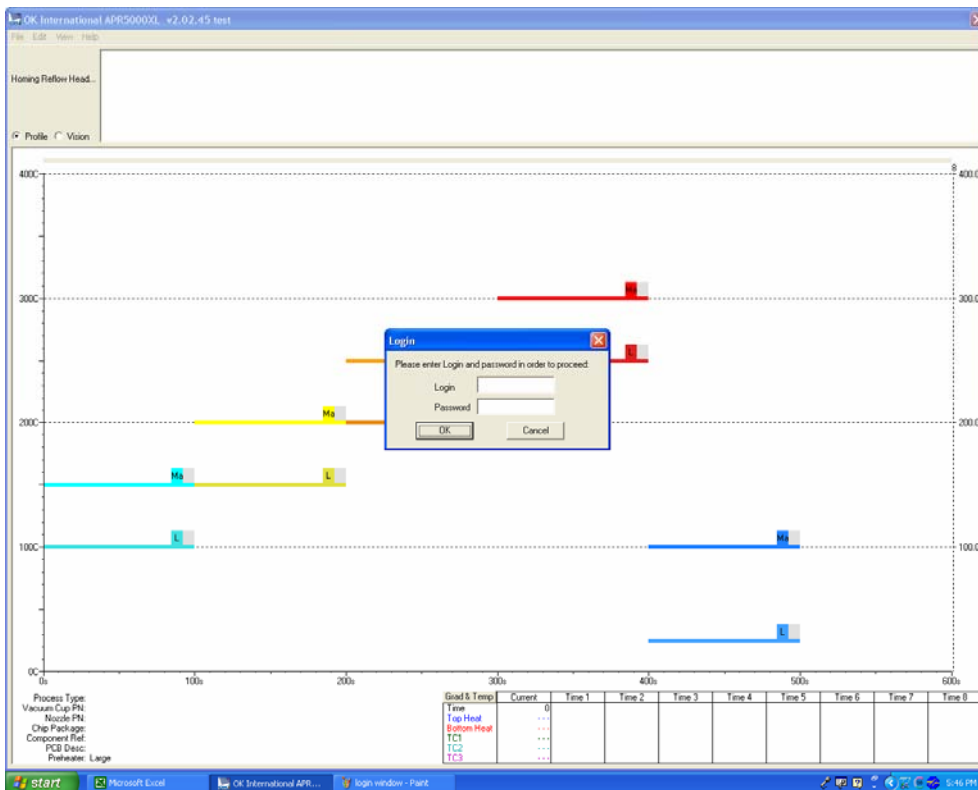 OK International APR5000XL v2.02.45 test
File Edit View Help
Homing Reflow Head...
Profile Vision
8
400C 400.0
300C 300.0
Ma
L
Login
Please enter Login and password in order to proceed:
Login
Password
OK Cancel
200C 200.0
Ma
L
Ma
L
100C 100.0
Ma
L
0C
0s 100s 200s 300s 400s 500s 600s
Process Type:
Vacuum Cup PN:
Nozzle PN:
Chip Package:
Component Ref:
PCB Desc:
Preheater: Large
Grad & Temp Current Time 1 Time 2 Time 3 Time 4 Time 5 Time 6 Time 7 Time 8
Time 0
Top Heat ---
Bottom Heat ---
TC1 ---
TC2 ---
TC3 ---
start Microsoft Excel OK International APR... login window - Paint 5:46 PM